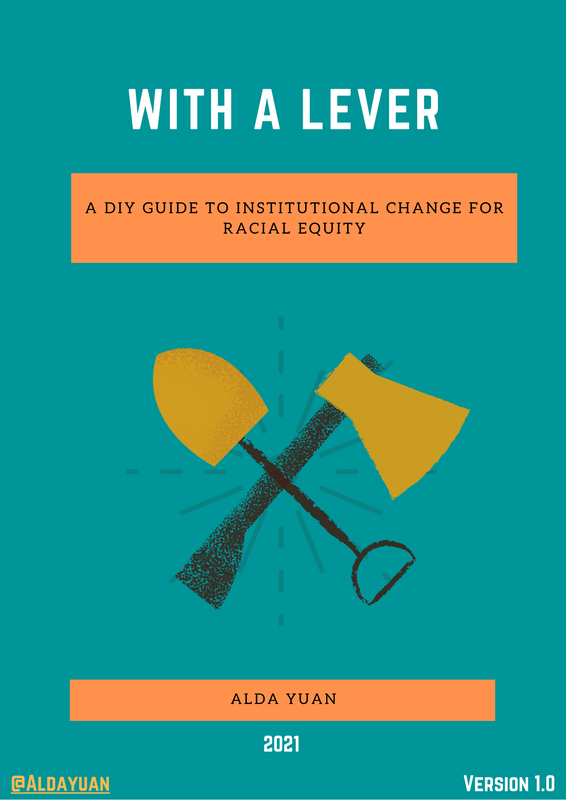 WITH A LEVER
A DIY GUIDE TO INSTITUTIONAL CHANGE FOR
RACIAL EQUITY
ALDA YUAN
2021
@ALDAYUAN
VERSION 1.0